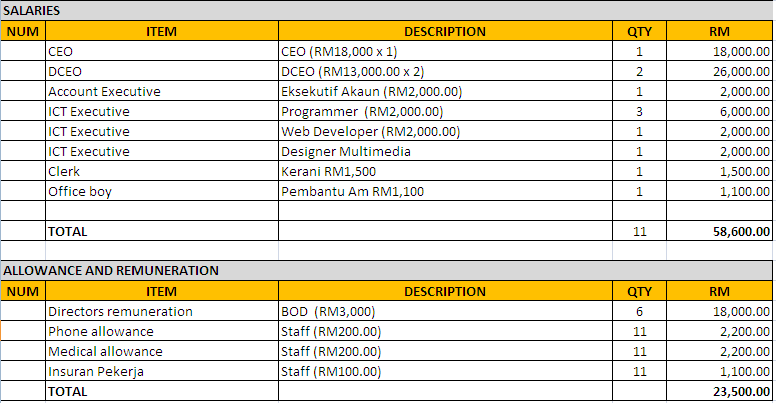 SALARIES
NUM ITEM DESCRIPTION QTY RM
CEO CEO (RM18,000 x 1) 1 18,000.00
DCEO DCEO (RM13,000.00 x 2) 2 26,000.00
Account Executive Eksekutif Akaun (RM2,000.00) 1 2,000.00
ICT Executive Programmer (RM2,000.00) 3 6,000.00
ICT Executive Web Developer (RM2,000.00) 1 2,000.00
ICT Executive Designer Multimedia 1 2,000.00
Clerk Kerani RM1,500 1 1,500.00
Office boy Pembantu Am RM1,100 1 1,100.00
TOTAL 11 58,600.00
ALLOWANCE AND REMUNERATION
NUM ITEM DESCRIPTION QTY RM
Directors remuneration BOD (RM3,000) 6 18,000.00
Phone allowance Staff (RM200.00) 11 2,200.00
Medical allowance Staff (RM200.00) 11 2,200.00
Insuran Pekerja Staff (RM100.00) 11 1,100.00
TOTAL 23,500.00